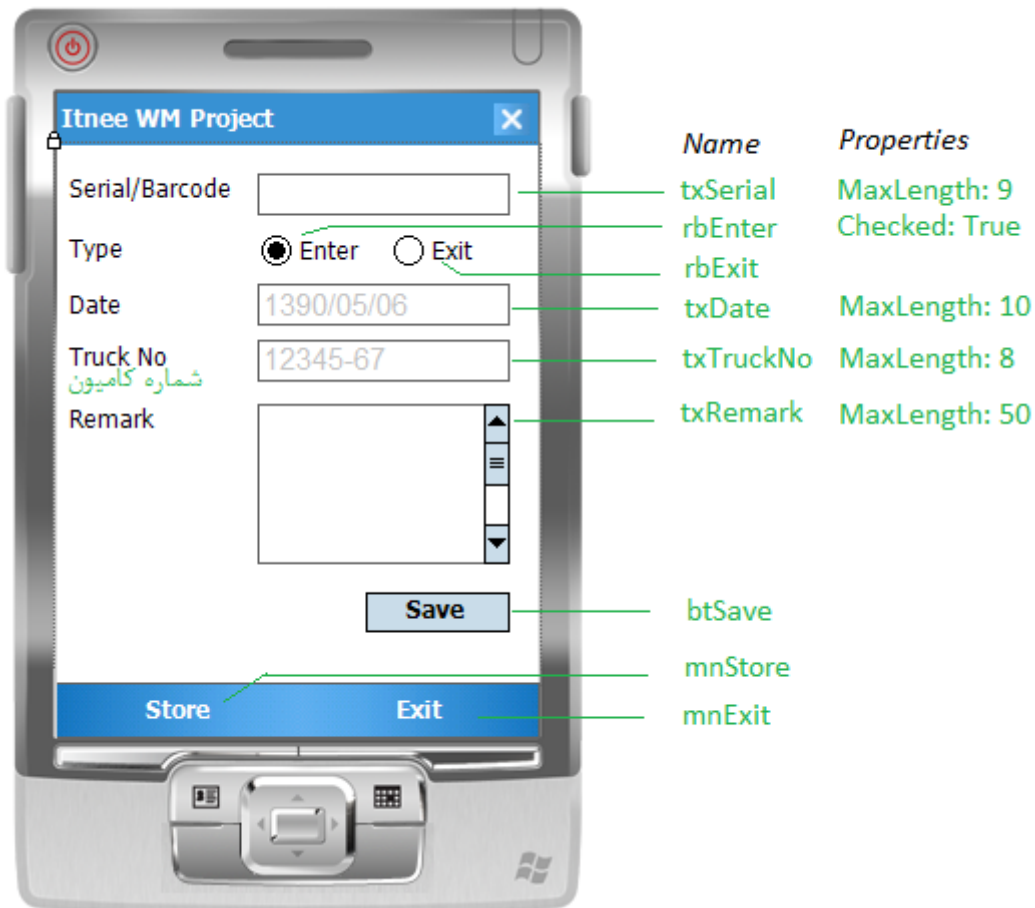 Itnee WM Project
Name Properties
Serial/Barcode txSerial MaxLength: 9
rbEnter Checked: True
Type Enter Exit
rbExit
Date 1390/05/06 txDate MaxLength: 10
Truck No 12345-67 txTruckNo MaxLength: 8
شماره کامیون
Remark txRemark MaxLength: 50
Save btSave
mnStore
Store Exit mnExit